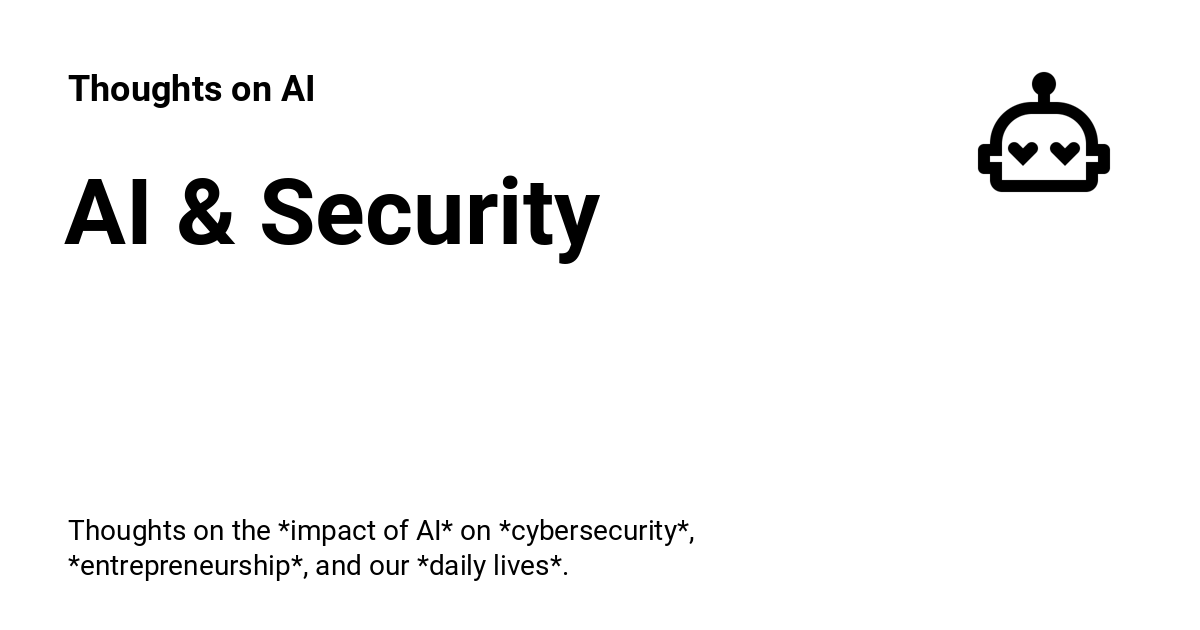 Thoughts on AI
AI & Security
Thoughts on the *impact of AI* on *cybersecurity*,
*entrepreneurship*, and our *daily lives*.